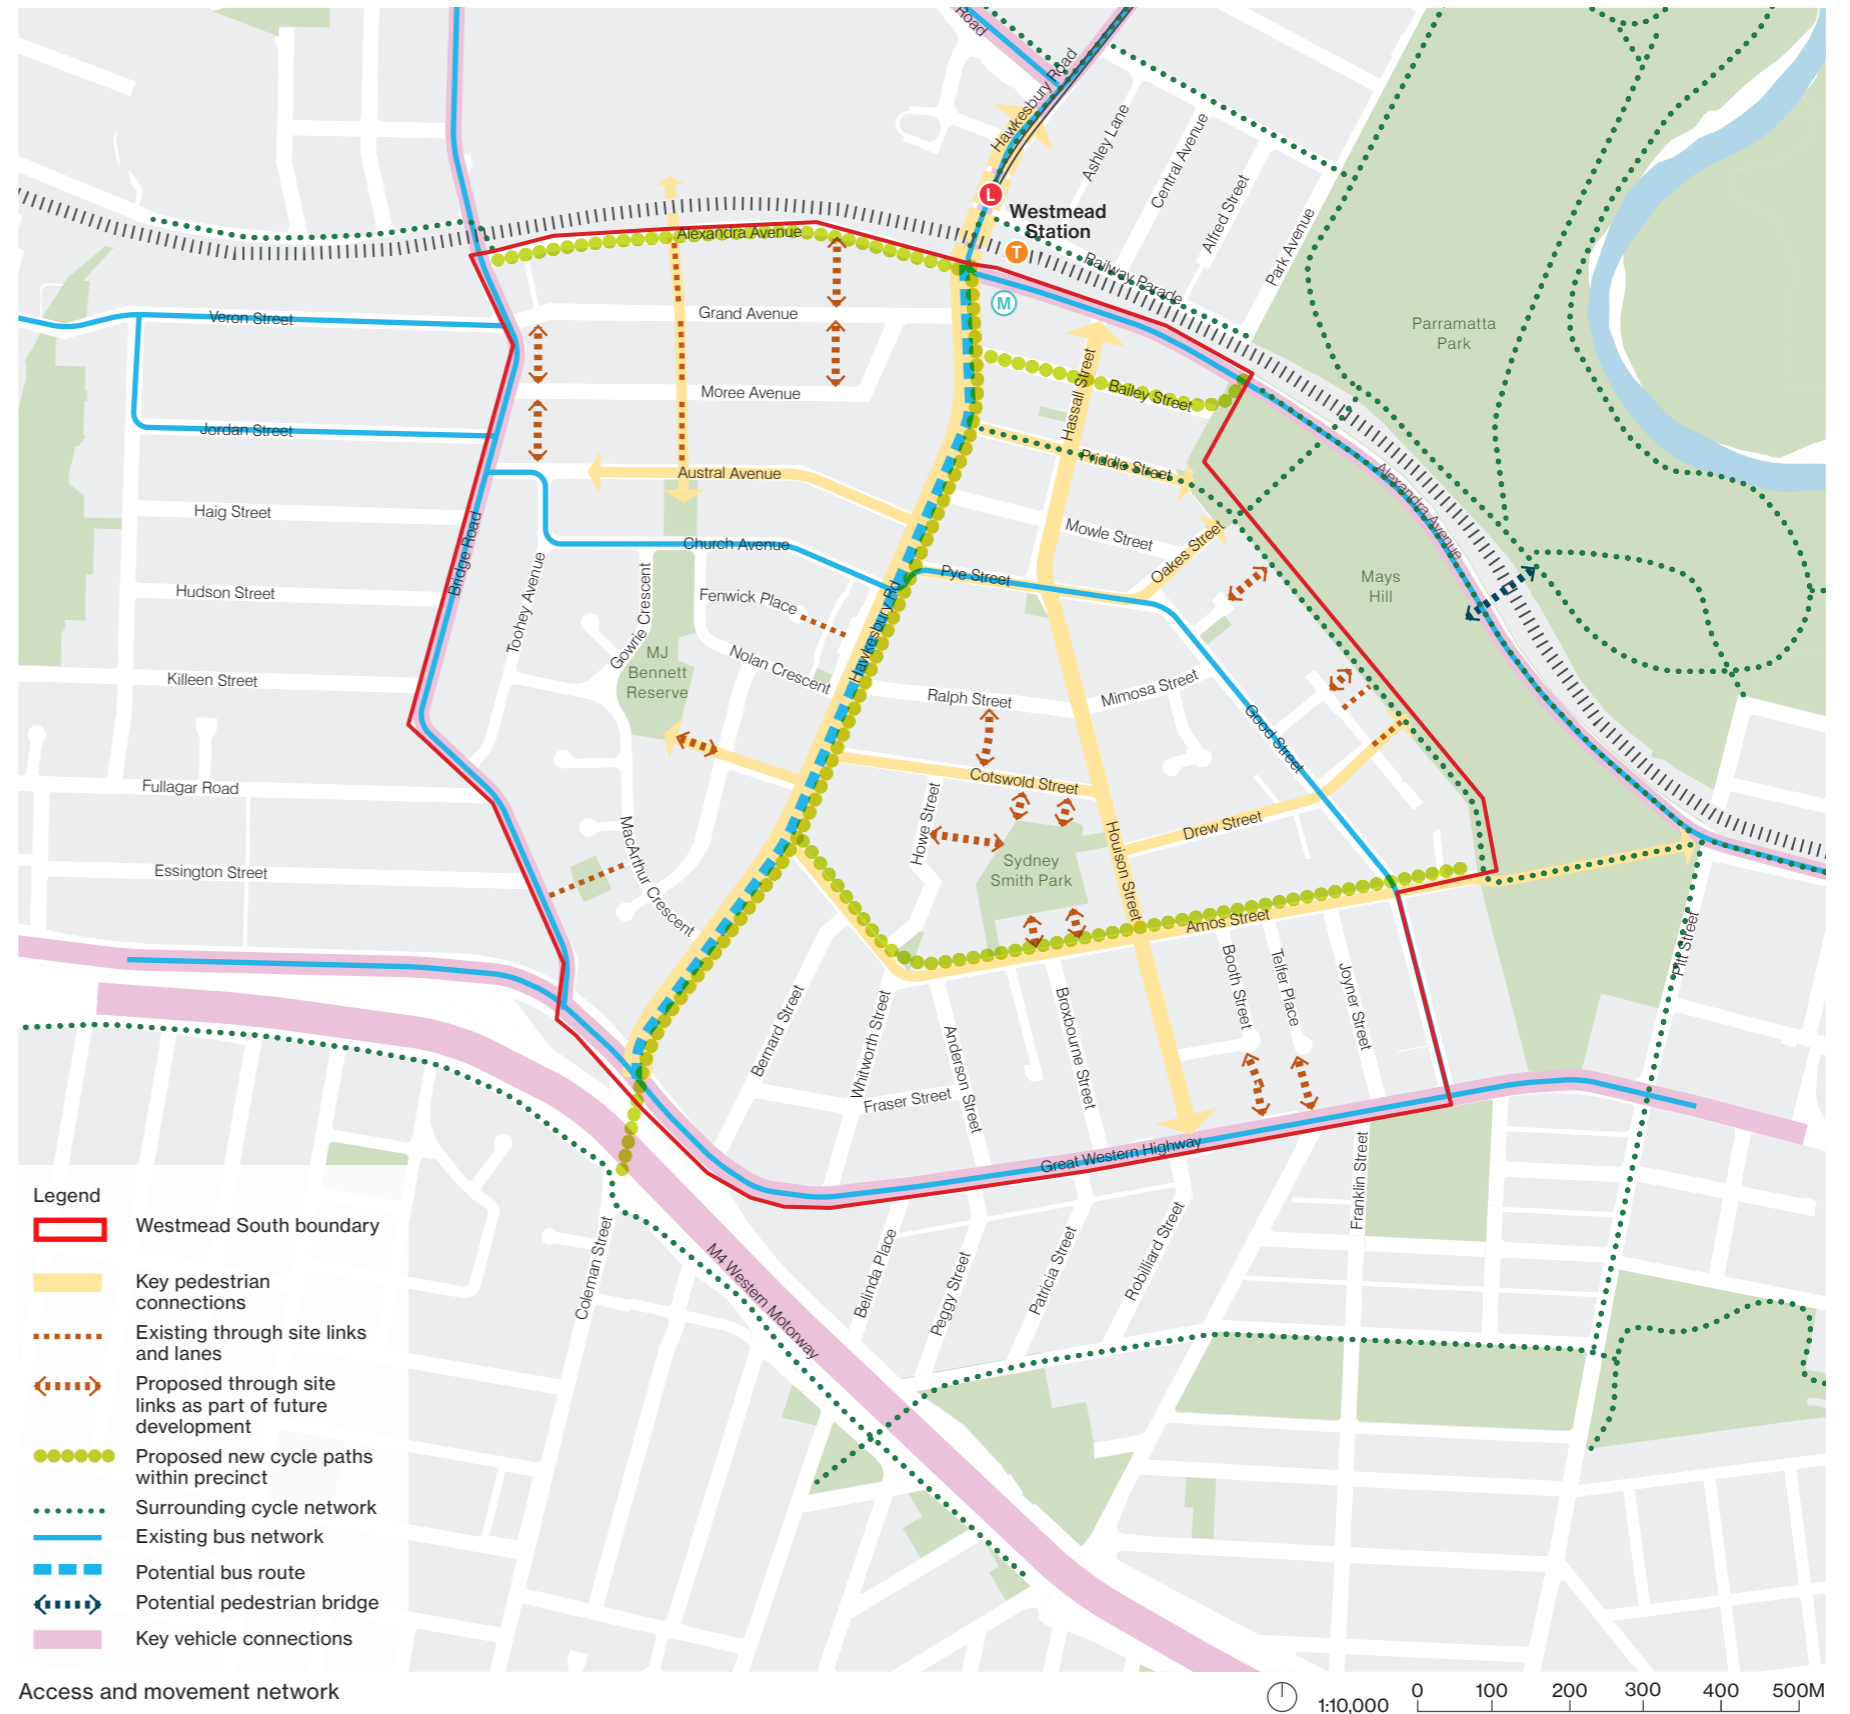 Road
Hawkesbury Road
Ashley Lane
Central Avenue
Alfred Street
Park Avenue
L
Westmead
Station
T
M
Railway Parade
Alexandra Avenue
Parramatta
Park
Veron Street
Grand Avenue
Moree Avenue
Hassall Street
Bailey Street
Jordan Street
Austral Avenue
Priddle Street
Alexandra Avenue
Haig Street
Bridge Road
Church Avenue
Mowle Street
Oakes Street
Pye Street
Mays
Hill
Hudson Street
Toohey Avenue
Gowrie Crescent
Fenwick Place
Hawkesbury Rd
MJ
Bennett
Reserve
Nolan Crescent
Killeen Street
Ralph Street
Mimosa Street
Good Street
Fullagar Road
Cotswold Street
Howe Street
Houison Street
Drew Street
MacArthur Crescent
Sydney
Smith Park
Essington Street
Amos Street
Pitt Street
Booth Street
Telfer Place
Joyner Street
Bernard Street
Whitworth Street
Anderson Street
Broxbourne Street
Fraser Street
Great Western Highway
Franklin Street
Coleman Street
M4 Western Motorway
Belinda Place
Peggy Street
Patricia Street
Robilliard Street
Legend
Westmead South boundary
Key pedestrian
connections
Existing through site links
and lanes
Proposed through site
links as part of future
development
Proposed new cycle paths
within precinct
Surrounding cycle network
Existing bus network
Potential bus route
Potential pedestrian bridge
Key vehicle connections
Access and movement network
1:10,000
0 100 200 300 400 500M